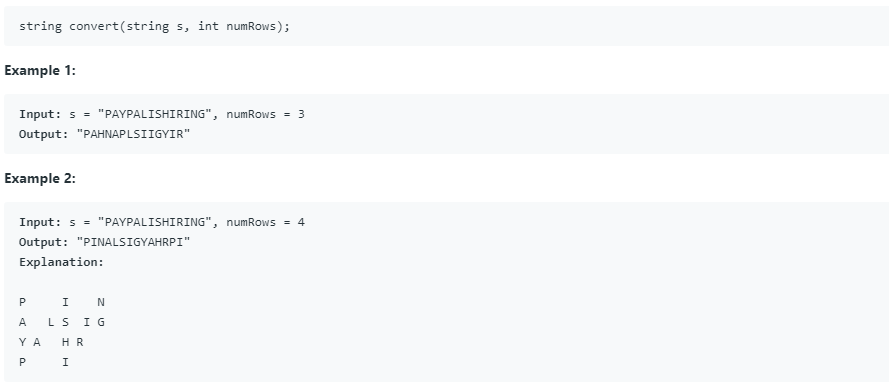 string convert(string s, int numRows);
Example 1:
Input: s = "PAYPALISHIRING", numRows = 3
Output: "PAHNAPLSIIGYIR"
Example 2:
Input: s = "PAYPALISHIRING", numRows = 4
Output: "PINALSIGYAHRPI"
Explanation:
P     I    N
A   L S  I G
Y A   H R
P     I